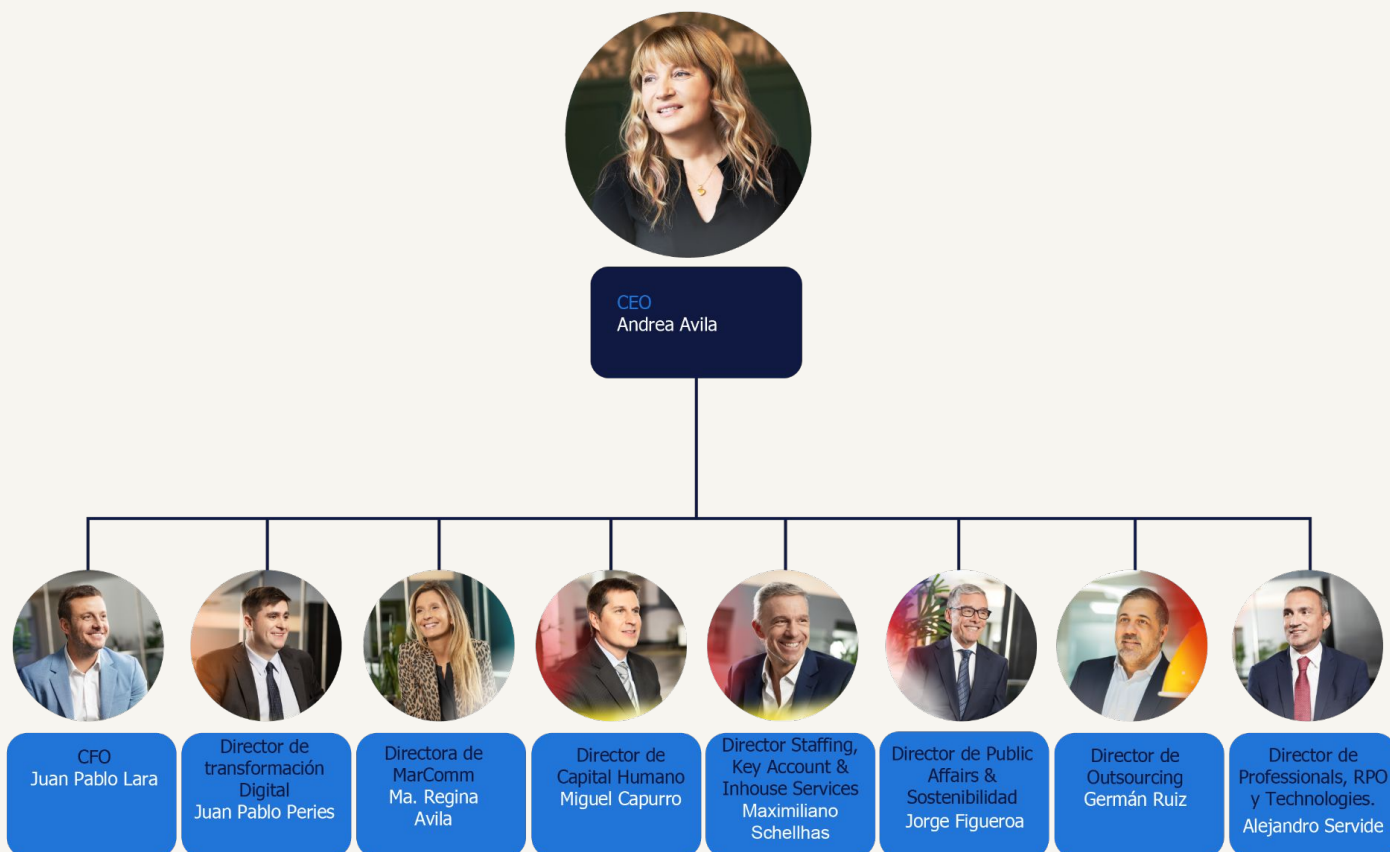 CEO
Andrea Avila
CFO
Juan Pablo Lara
Director de
transformación
Digital
Juan Pablo Peries
Directora de
MarComm
Ma. Regina
Avila
Director de
Capital Humano
Miguel Capurro
Director Staffing,
Key Account &
Inhouse Services
Maximiliano
Schellhas
Director de Public
Affairs &
Sostenibilidad
Jorge Figueroa
Director de
Outsourcing
Germán Ruiz
Director de
Professionals, RPO
y Technologies.
Alejandro Servide